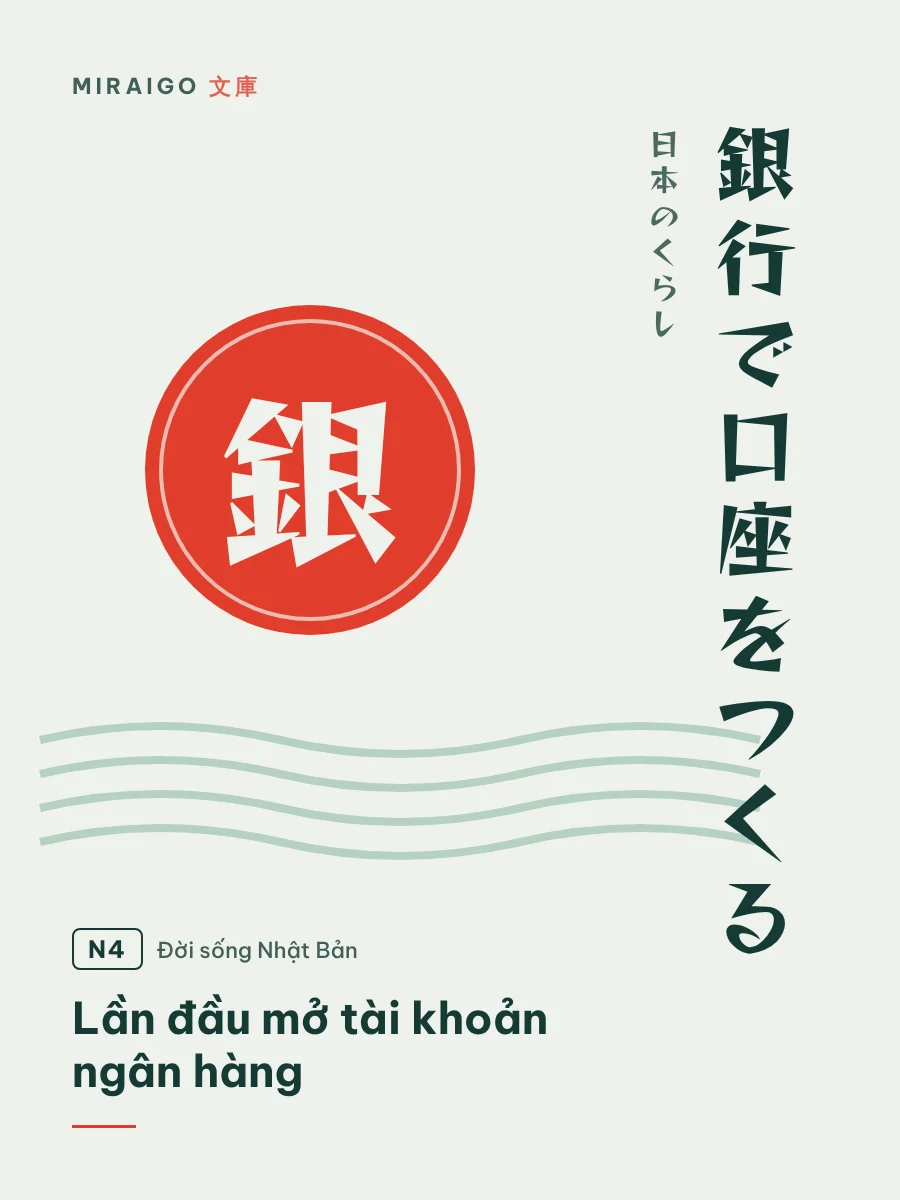 MIRAIGO 文庫
銀行で口座をつくる
日本のくらし
銀
N4 Đời sống Nhật Bản
Lần đầu mở tài khoản
ngân hàng